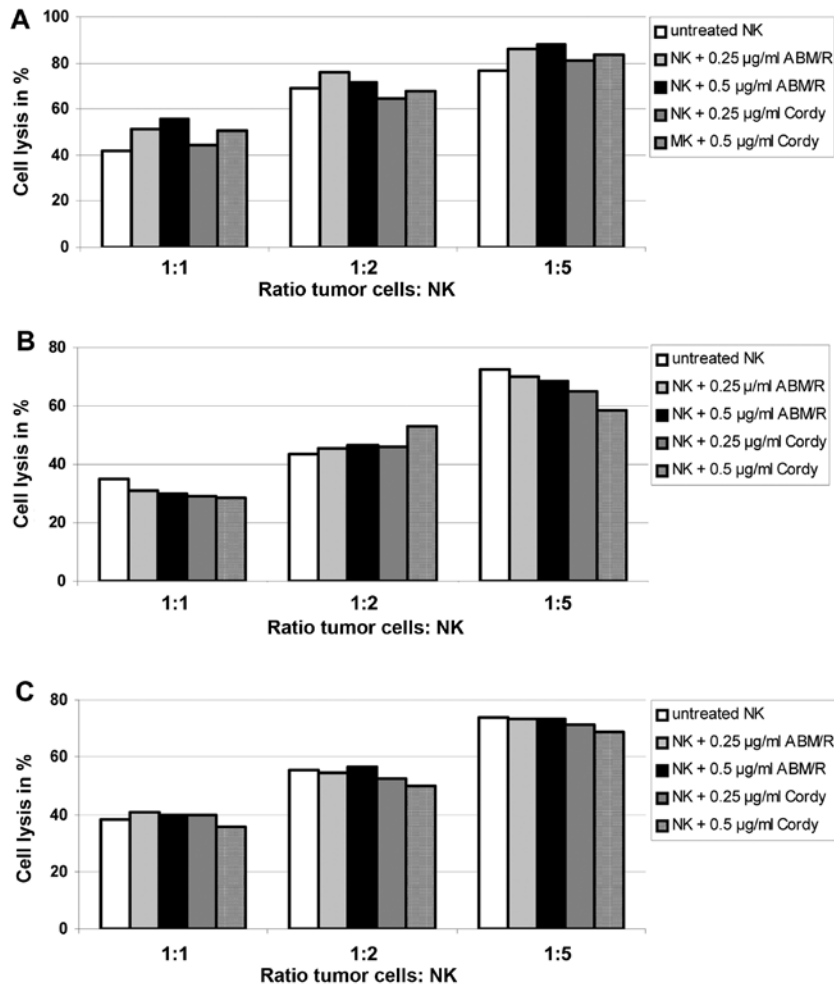 A
Cell lysis in %
100
80
60
40
20
0
1:1 1:2 1:5
Ratio tumor cells: NK
untreated NK
NK + 0.25 µg/ml ABM/R
NK + 0.5 µg/ml ABM/R
NK + 0.25 µg/ml Cordy
MK + 0.5 µg/ml Cordy
B
Cell lysis in %
80
60
40
20
0
1:1 1:2 1:5
Ratio tumor cells: NK
untreated NK
NK + 0.25 µ/ml ABM/R
NK + 0.5 µg/ml ABM/R
NK + 0.25 µg/ml Cordy
NK + 0.5 µg/ml Cordy
C
Cell lysis in %
80
60
40
20
0
1:1 1:2 1:5
Ratio tumor cells: NK
untreated NK
NK + 0.25 µg/ml ABM/R
NK + 0.5 µg/ml ABM/R
NK + 0.25 µg/ml Cordy
NK + 0.5 µg/ml Cordy